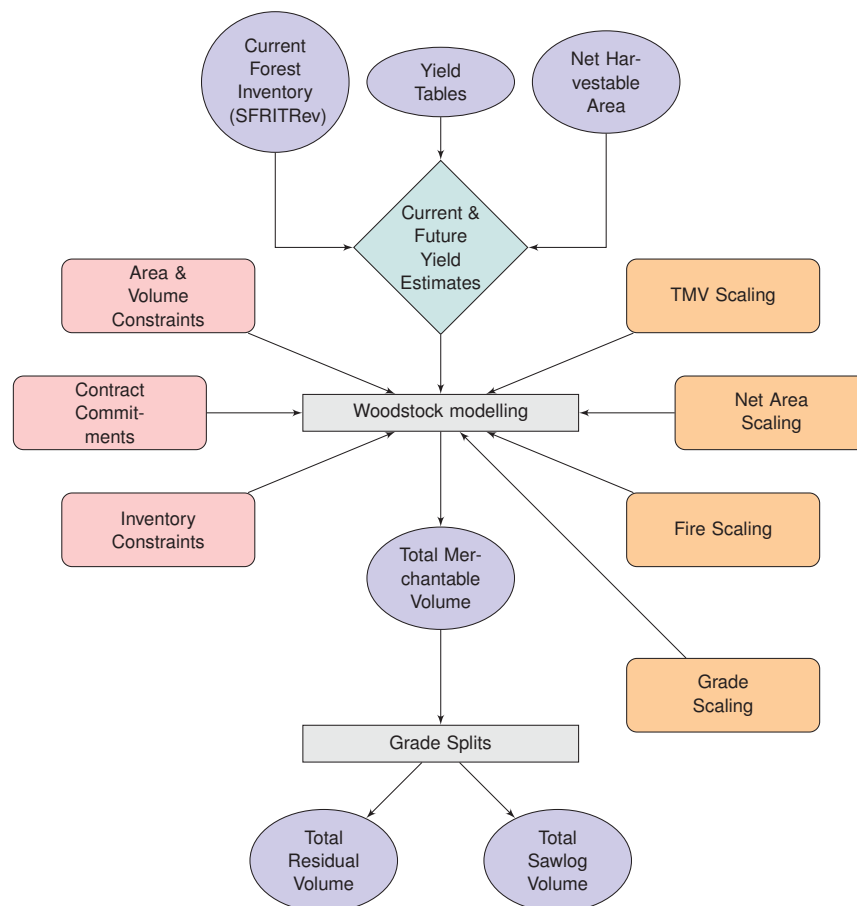 Current
Forest
Inventory
(SFRITRev)
Yield
Tables
Net Har-
vestable
Area
Current &
Future
Yield
Estimates
Area &
Volume
Constraints
TMV Scaling
Contract
Commit-
ments
Woodstock modelling
Net Area
Scaling
Inventory
Constraints
Fire Scaling
Total Mer-
chantable
Volume
Grade
Scaling
Grade Splits
Total
Residual
Volume
Total
Sawlog
Volume